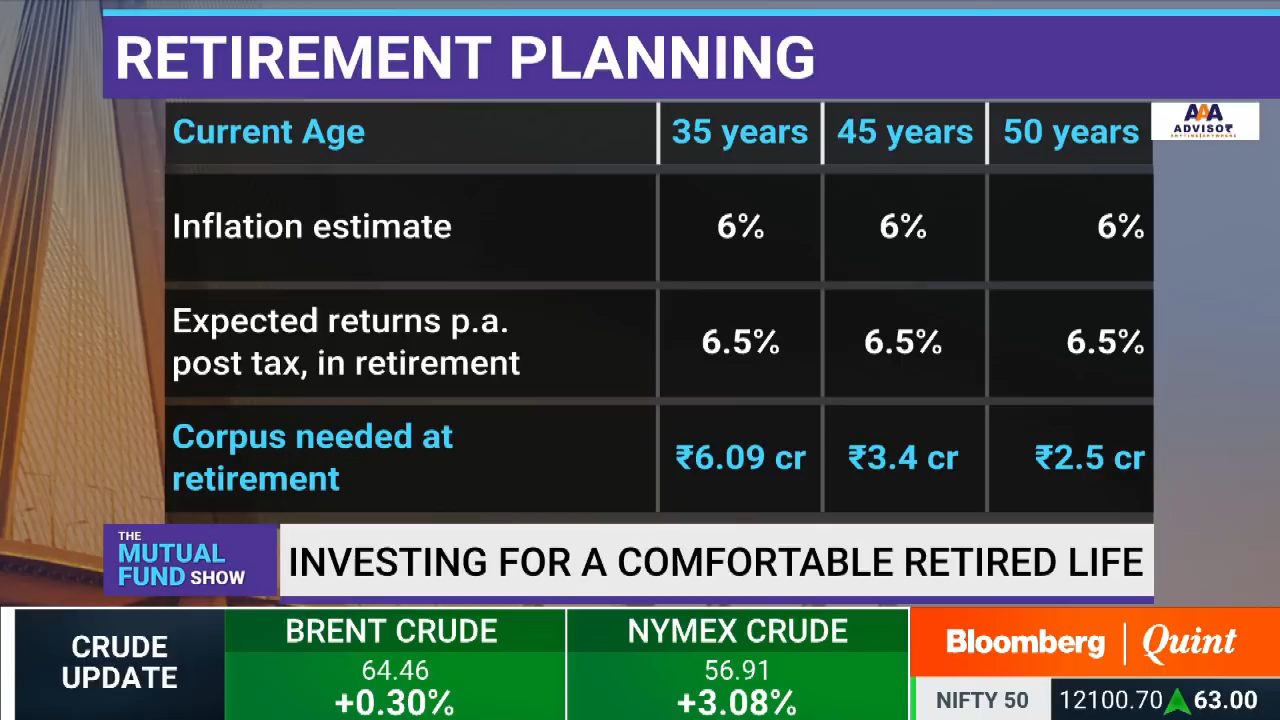 RETIREMENT PLANNING
Current Age 35 years 45 years 50 years
AAA
ADVISOR
Inflation estimate 6% 6% 6%
Expected returns p.a.
post tax, in retirement 6.5% 6.5% 6.5%
Corpus needed at
retirement ₹6.09 cr ₹3.4 cr ₹2.5 cr
THE
MUTUAL
FUND SHOW
INVESTING FOR A COMFORTABLE RETIRED LIFE
CRUDE
UPDATE
BRENT CRUDE
64.46
+0.30%
NYMEX CRUDE
56.91
+3.08%
Bloomberg | Quint
NIFTY 50 12100.70 ▲ 63.00